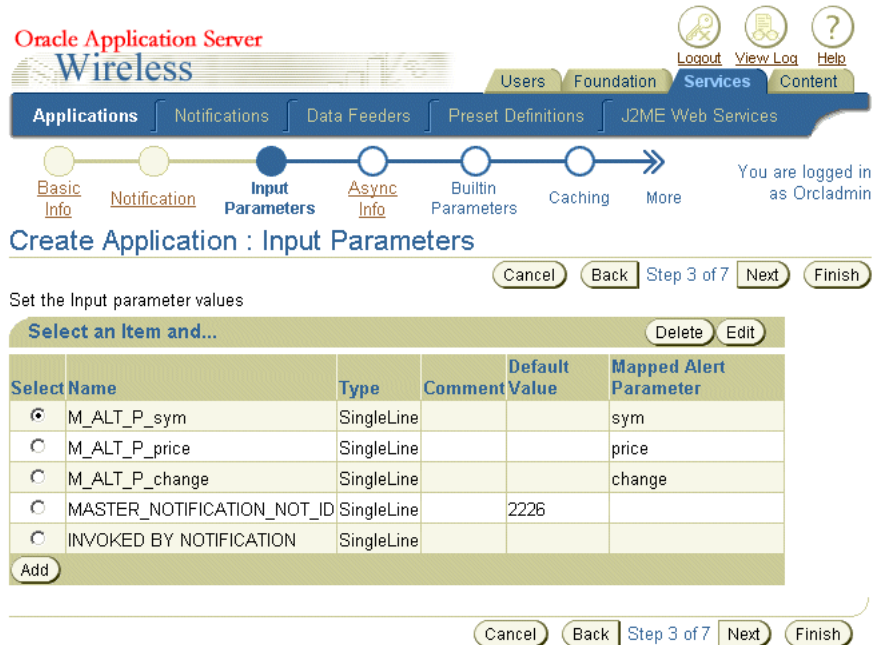 Oracle Application Server
Wireless
Logout View Log Help
Users Foundation Services Content
Applications Notifications Data Feeders Preset Definitions J2ME Web Services
Basic Info
Notification
Input Parameters
Async Info
Builtin Parameters
Caching
More
You are logged in
as Orcladmin
Create Application : Input Parameters
Cancel Back Step 3 of 7 Next Finish
Set the Input parameter values
Select an Item and... Delete Edit
Select Name Type Comment Default Value Mapped Alert Parameter
M_ALT_P_sym SingleLine sym
M_ALT_P_price SingleLine price
M_ALT_P_change SingleLine change
MASTER_NOTIFICATION_NOT_ID SingleLine 2226
INVOKED BY NOTIFICATION SingleLine
Add
Cancel Back Step 3 of 7 Next Finish